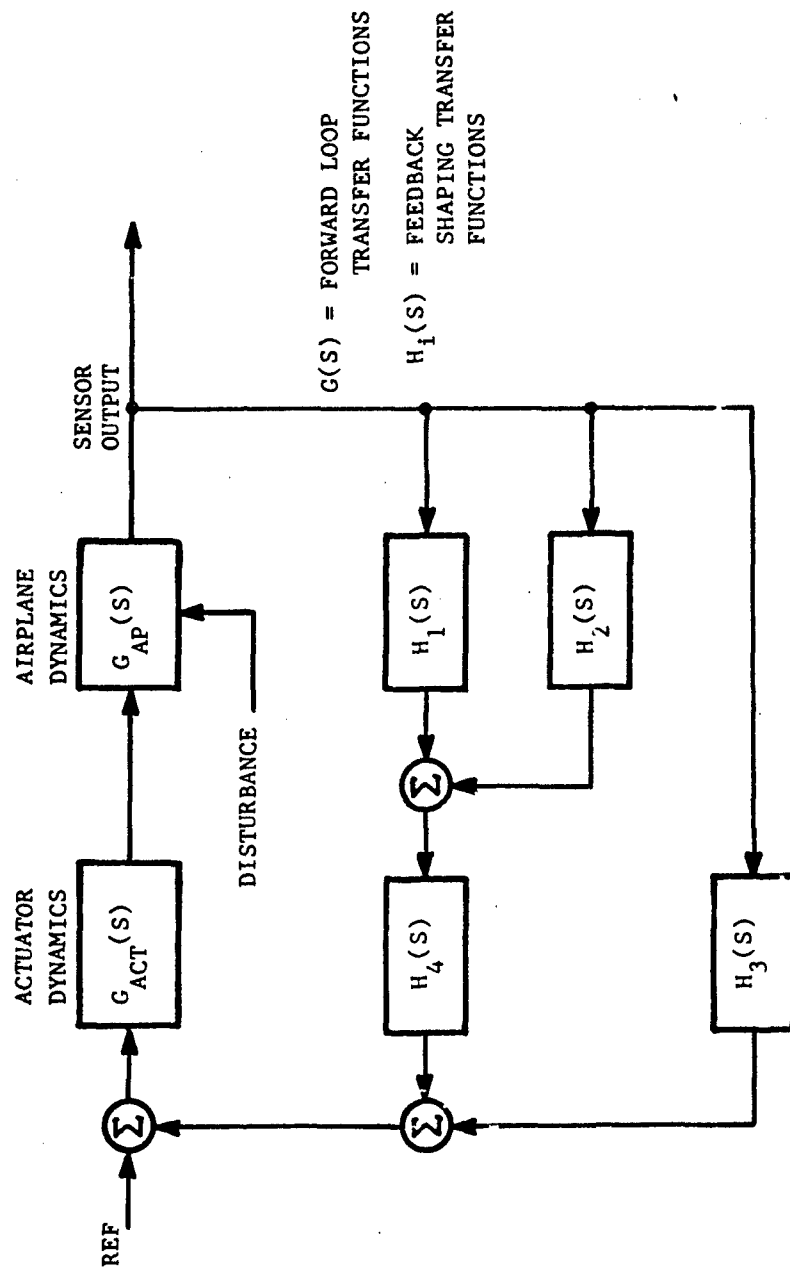 ACTUATOR
DYNAMICS
AIRPLANE
DYNAMICS
SENSOR
OUTPUT
REF
Σ
G_ACT(S)
G_AP(S)
DISTURBANCE
G(S) = FORWARD LOOP
TRANSFER FUNCTIONS
H_i(S) = FEEDBACK
SHAPING TRANSFER
FUNCTIONS
Σ
H_4(S)
Σ
H_1(S)
H_2(S)
H_3(S)